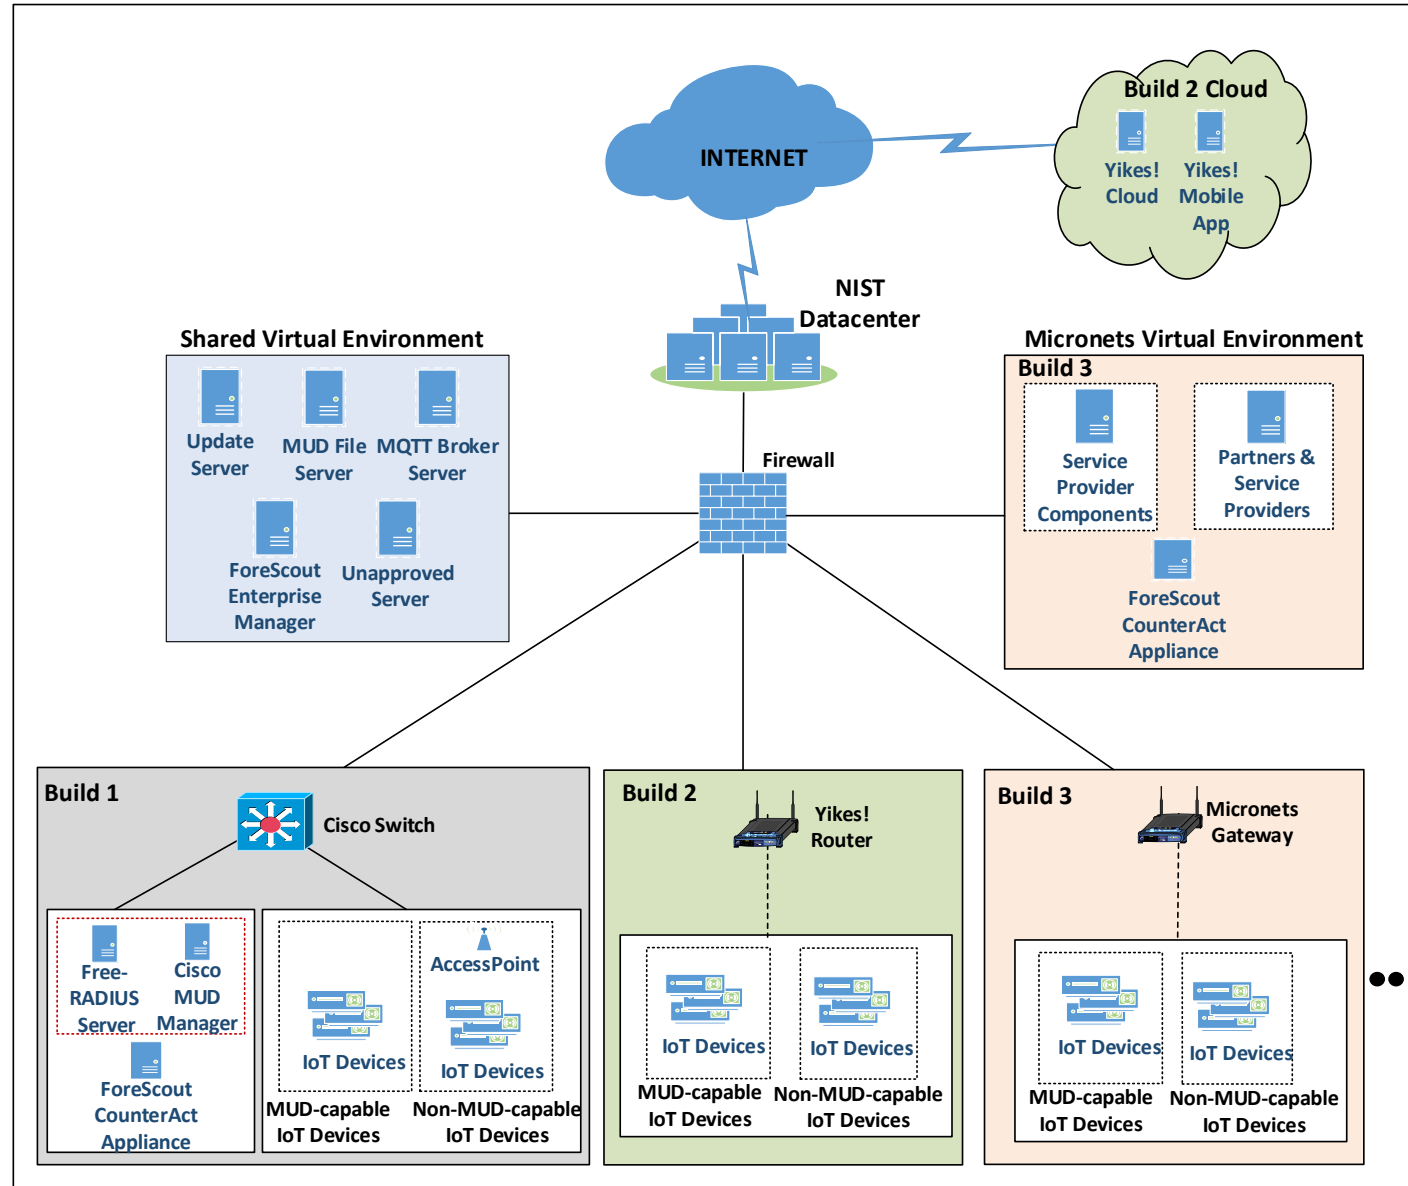 Build 2 Cloud
Yikes!
Cloud
Yikes!
Mobile
App
INTERNET
NIST
Datacenter
Shared Virtual Environment
Update
Server
MUD File
Server
MQTT Broker
Server
ForeScout
Enterprise
Manager
Unapproved
Server
Firewall
Micronets Virtual Environment
Build 3
Service
Provider
Components
Partners &
Service
Providers
ForeScout
CounterAct
Appliance
Build 1
Cisco Switch
Free-
RADIUS
Server
Cisco
MUD
Manager
ForeScout
CounterAct
Appliance
IoT Devices
MUD-capable
IoT Devices
AccessPoint
IoT Devices
Non-MUD-capable
IoT Devices
Build 2
Yikes!
Router
IoT Devices
MUD-capable
IoT Devices
IoT Devices
Non-MUD-capable
IoT Devices
Build 3
Micronets
Gateway
IoT Devices
MUD-capable
IoT Devices
IoT Devices
Non-MUD-capable
IoT Devices